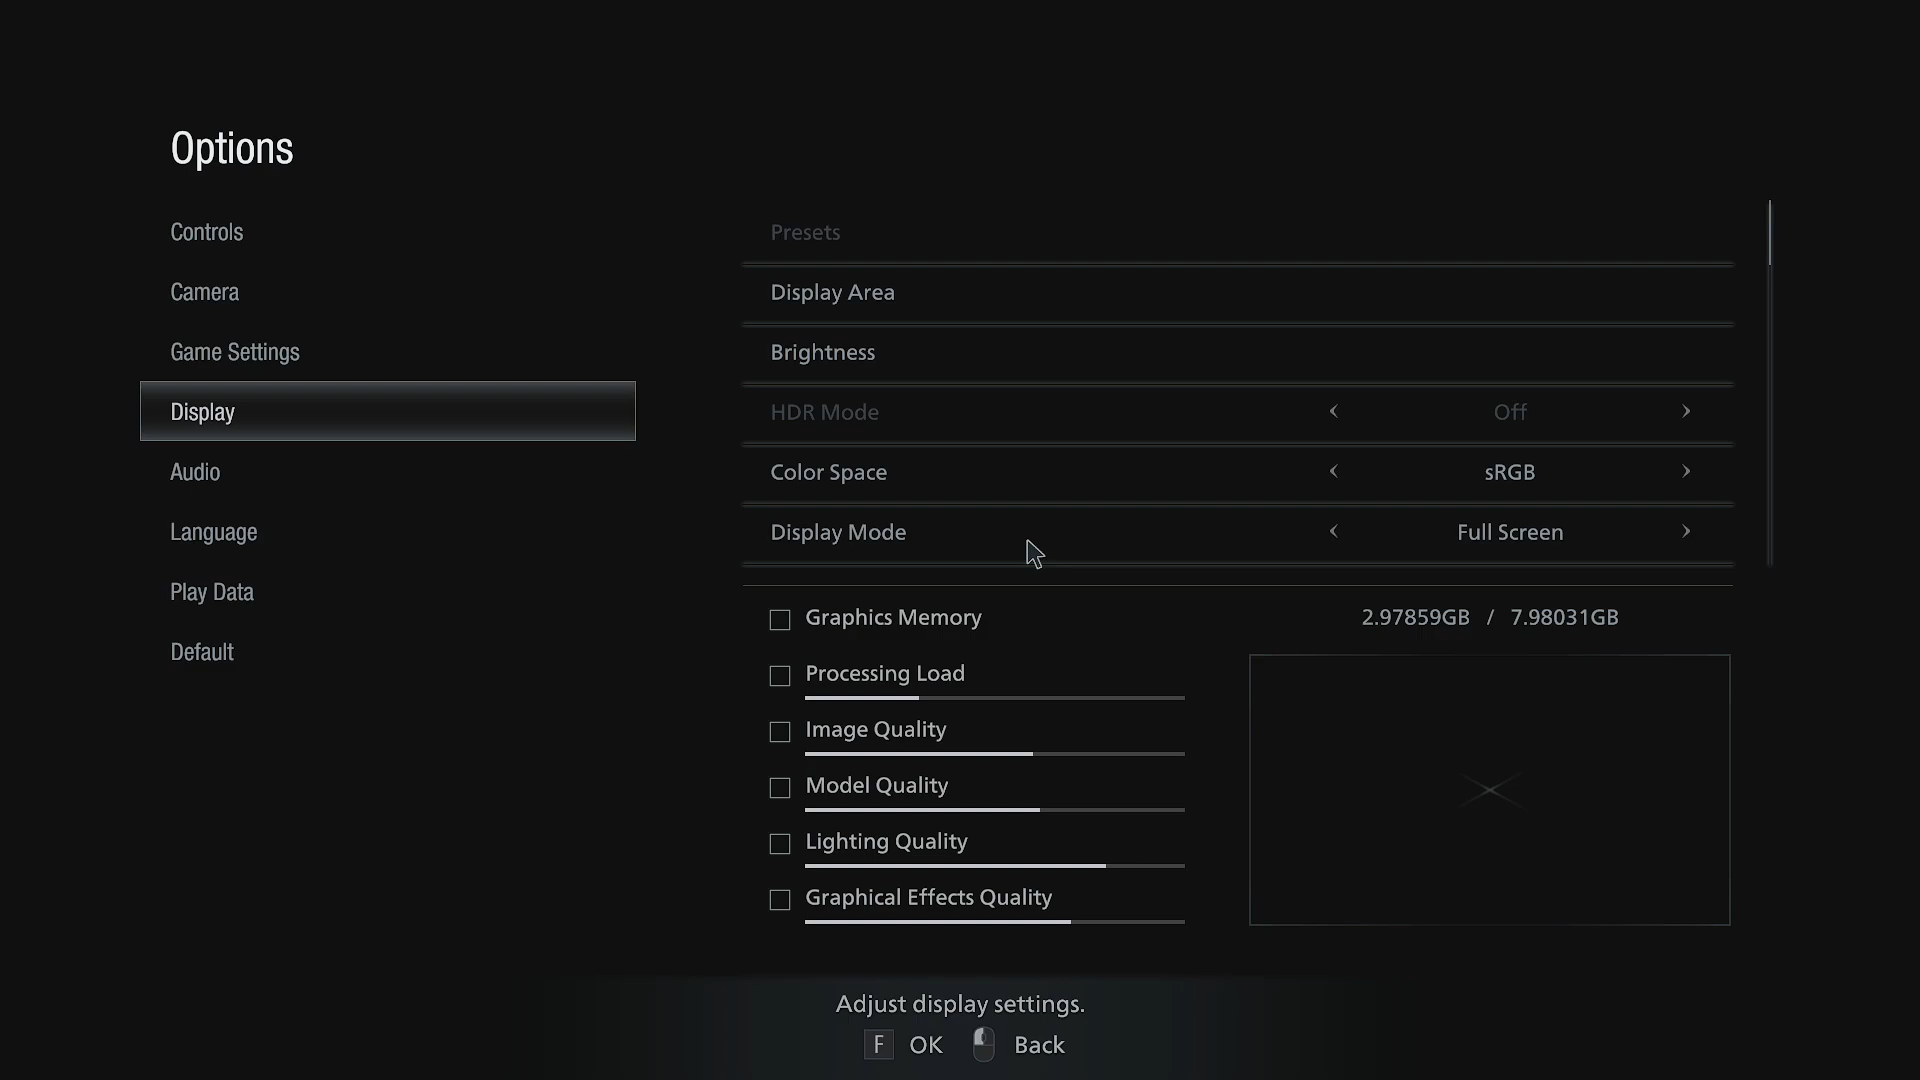 Options
Controls
Camera
Game Settings
Display
Audio
Language
Play Data
Default
Presets
Display Area
Brightness
HDR Mode Off
Color Space sRGB
Display Mode Full Screen
Graphics Memory 2.97859GB / 7.98031GB
Processing Load
Image Quality
Model Quality
Lighting Quality
Graphical Effects Quality
Adjust display settings.
F OK Back